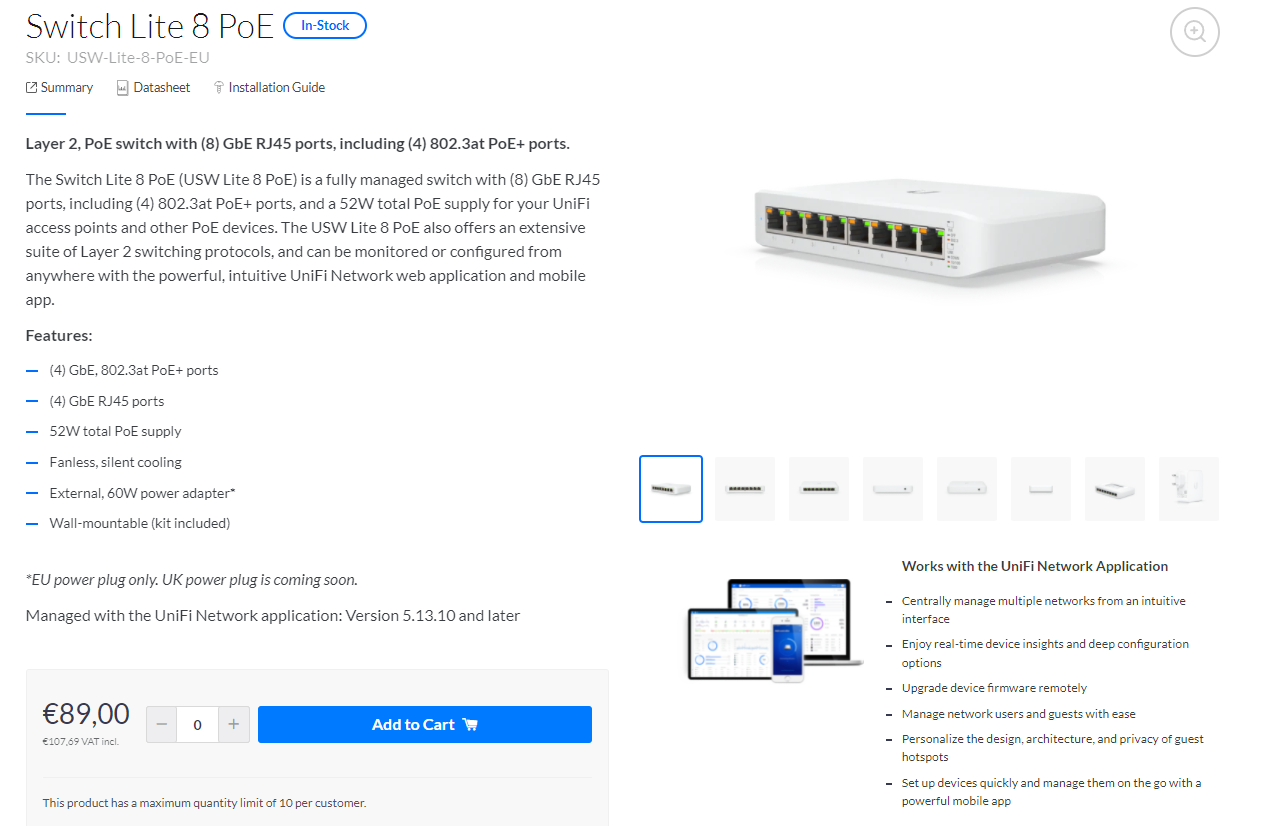 Switch Lite 8 PoE
In-Stock
SKU: USW-Lite-8-PoE-EU
Summary
Datasheet
Installation Guide
Layer 2, PoE switch with (8) GbE RJ45 ports, including (4) 802.3at PoE+ ports.
The Switch Lite 8 PoE (USW Lite 8 PoE) is a fully managed switch with (8) GbE RJ45
ports, including (4) 802.3at PoE+ ports, and a 52W total PoE supply for your UniFi
access points and other PoE devices. The USW Lite 8 PoE also offers an extensive
suite of Layer 2 switching protocols, and can be monitored or configured from
anywhere with the powerful, intuitive UniFi Network web application and mobile
app.
Features:
(4) GbE, 802.3at PoE+ ports
(4) GbE RJ45 ports
52W total PoE supply
Fanless, silent cooling
External, 60W power adapter*
Wall-mountable (kit included)
*EU power plug only. UK power plug is coming soon.
Managed with the UniFi Network application: Version 5.13.10 and later
€89,00
€107,69 VAT incl.
− 0 +
Add to Cart
This product has a maximum quantity limit of 10 per customer.
Works with the UniFi Network Application
Centrally manage multiple networks from an intuitive
interface
Enjoy real-time device insights and deep configuration
options
Upgrade device firmware remotely
Manage network users and guests with ease
Personalize the design, architecture, and privacy of guest
hotspots
Set up devices quickly and manage them on the go with a
powerful mobile app